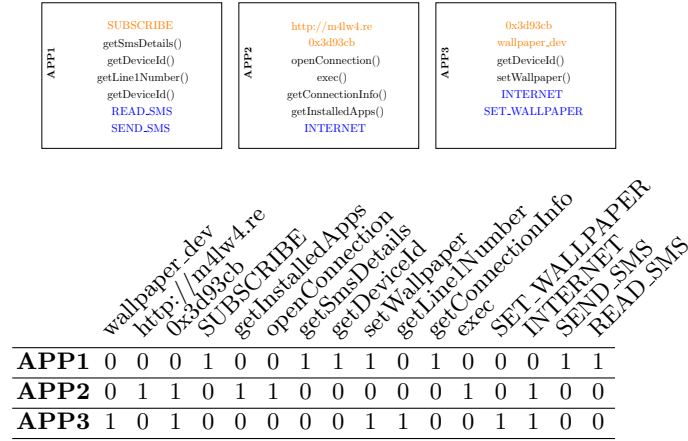 APP1
SUBSCRIBE
getSmsDetails()
getDeviceId()
getLine1Number()
getDeviceId()
READ_SMS
SEND_SMS
APP2
http://m4lw4.re
0x3d93cb
openConnection()
exec()
getConnectionInfo()
getInstalledApps()
INTERNET
APP3
0x3d93cb
wallpaper_dev
getDeviceId()
setWallpaper()
INTERNET
SET_WALLPAPER
wallpaper_dev
http://m4lw4.re
0x3d93cb
SUBSCRIBE
getInstalledApps
openConnection
getSmsDetails
getDeviceId
setWallpaper
getLine1Number
getConnectionInfo
exec
SET_WALLPAPER
INTERNET
SEND_SMS
READ_SMS
APP1 0 0 0 1 0 0 1 1 1 0 1 0 0 0 1 1
APP2 0 1 1 0 1 1 0 0 0 0 0 1 0 1 0 0
APP3 1 0 1 0 0 0 0 0 1 1 0 0 1 1 0 0